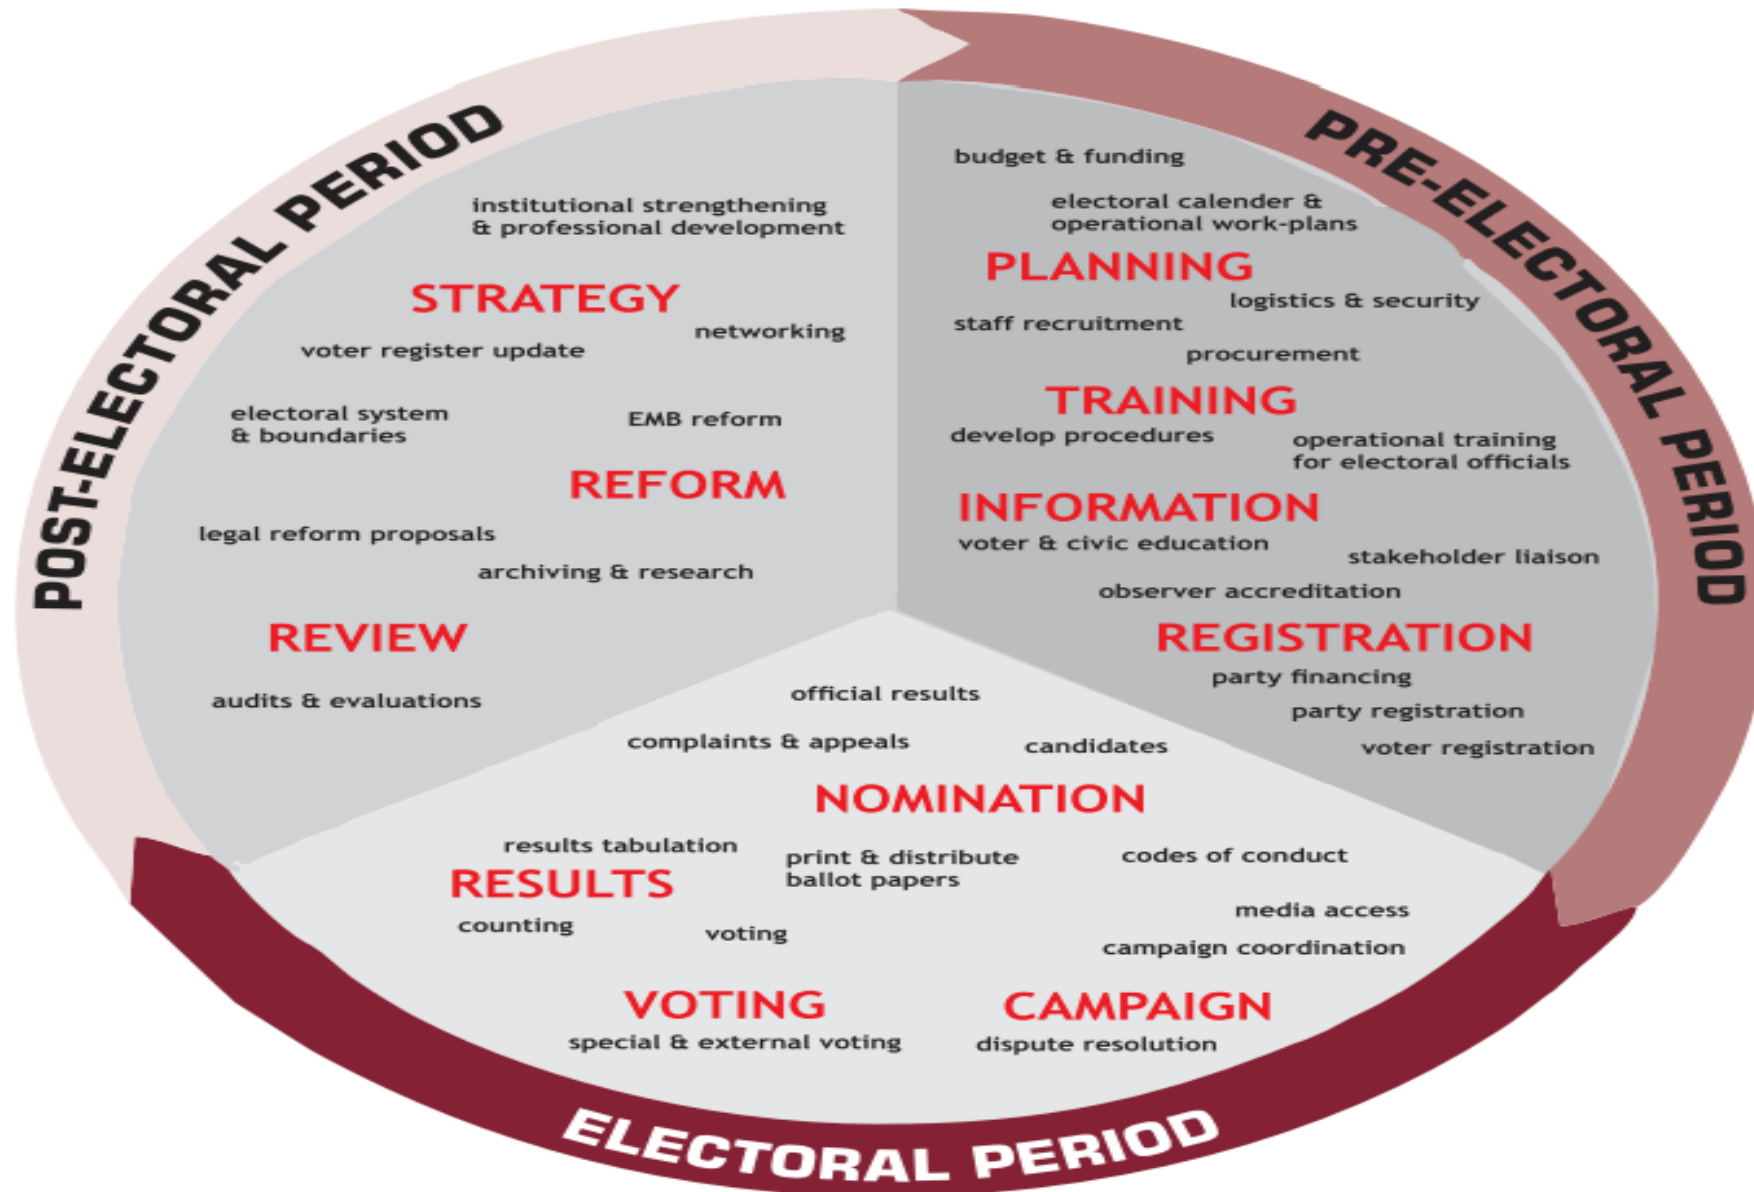 POST-ELECTORAL PERIOD
institutional strengthening
& professional development
STRATEGY
networking
voter register update
electoral system
& boundaries
EMB reform
REFORM
legal reform proposals
archiving & research
REVIEW
audits & evaluations
PRE-ELECTORAL PERIOD
budget & funding
electoral calender &
operational work-plans
PLANNING
logistics & security
staff recruitment
procurement
TRAINING
develop procedures
operational training
for electoral officials
INFORMATION
voter & civic education
stakeholder liaison
observer accreditation
REGISTRATION
party financing
party registration
voter registration
official results
complaints & appeals
candidates
NOMINATION
results tabulation
print & distribute
ballot papers
codes of conduct
RESULTS
media access
counting
voting
campaign coordination
VOTING
CAMPAIGN
special & external voting
dispute resolution
ELECTORAL PERIOD